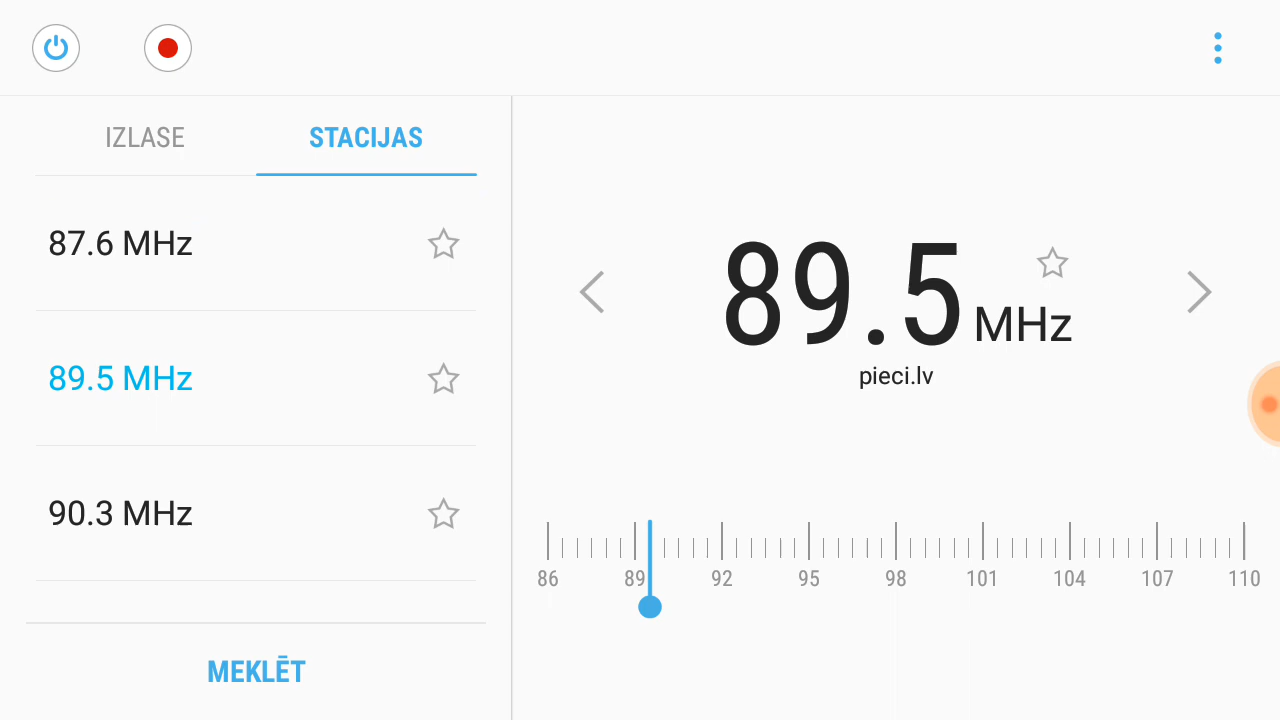 IZLASE
STACIJAS
87.6 MHz
89.5 MHz
90.3 MHz
MEKLĒT
89.5 MHz
pieci.lv
86 89 92 95 98 101 104 107 110